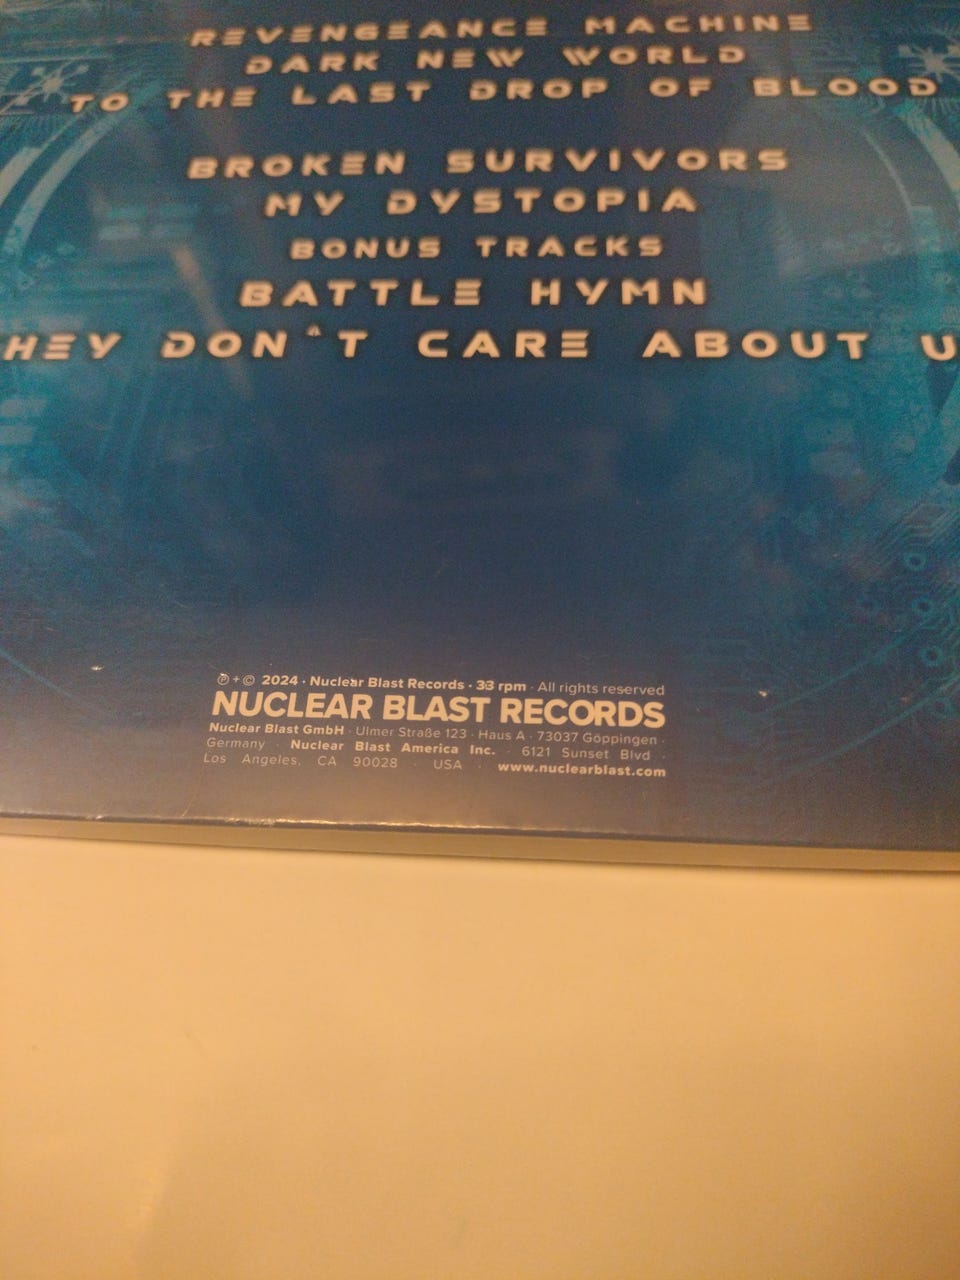 REVENGEANCE MACHINE
DARK NEW WORLD
TO THE LAST DROP OF BLOOD
BROKEN SURVIVORS
MY DYSTOPIA
BONUS TRACKS
BATTLE HYMN
HEY DON'T CARE ABOUT U
℗ + © 2024 · Nuclear Blast Records · 33 rpm · All rights reserved
NUCLEAR BLAST RECORDS
Nuclear Blast GmbH · Ulmer Straße 123 · Haus A · 73037 Göppingen ·
Germany · Nuclear Blast America Inc. · 6121 Sunset Blvd ·
Los Angeles, CA 90028 · USA · www.nuclearblast.com